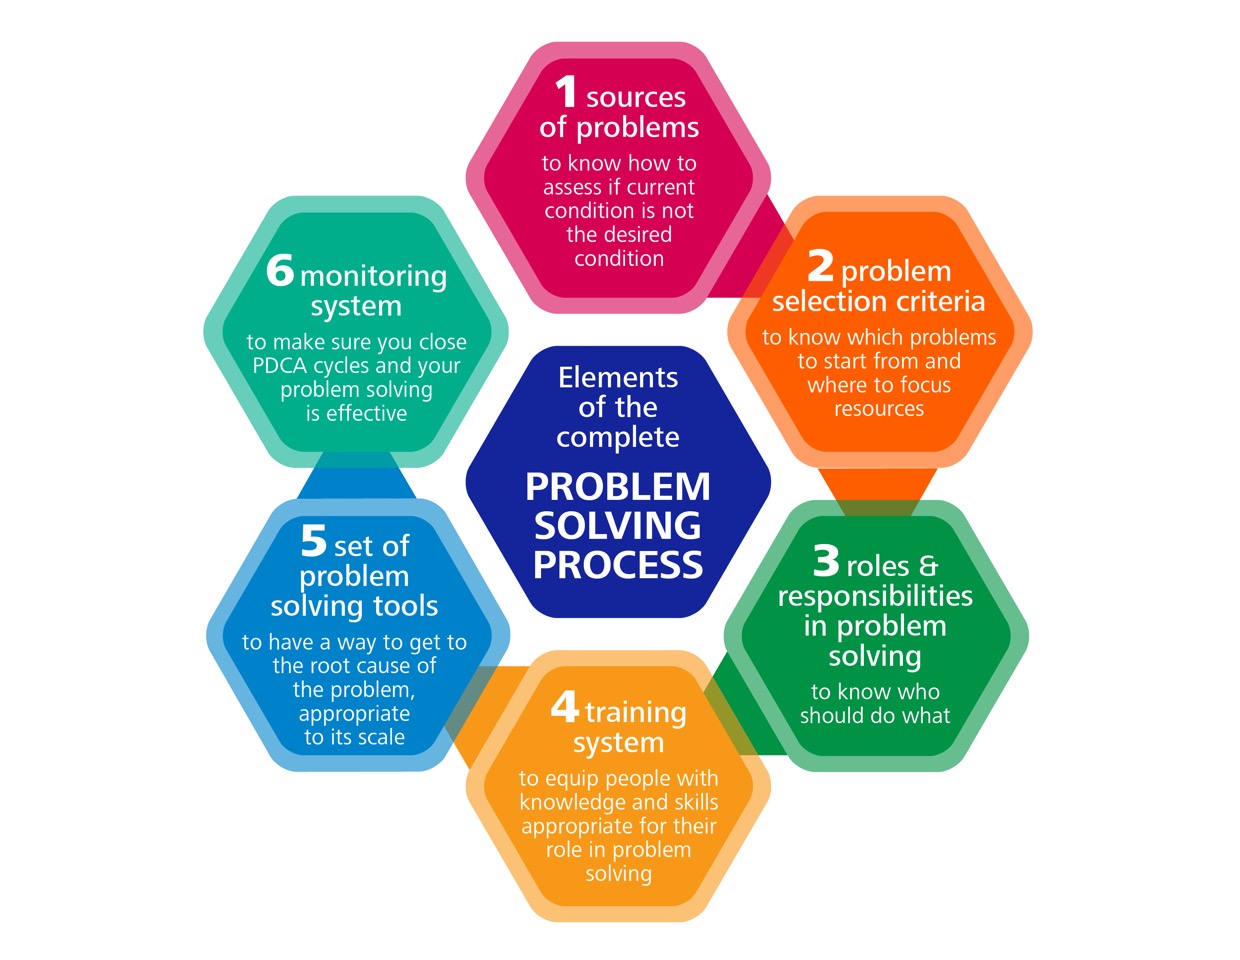 1 sources
of problems
to know how to
assess if current
condition is not
the desired
condition
2 problem
selection criteria
to know which problems
to start from and
where to focus
resources
3 roles &
responsibilities
in problem
solving
to know who
should do what
4 training
system
to equip people with
knowledge and skills
appropriate for their
role in problem
solving
5 set of
problem
solving tools
to have a way to get to
the root cause of
the problem,
appropriate
to its scale
6 monitoring
system
to make sure you close
PDCA cycles and your
problem solving
is effective
Elements
of the
complete
PROBLEM
SOLVING
PROCESS